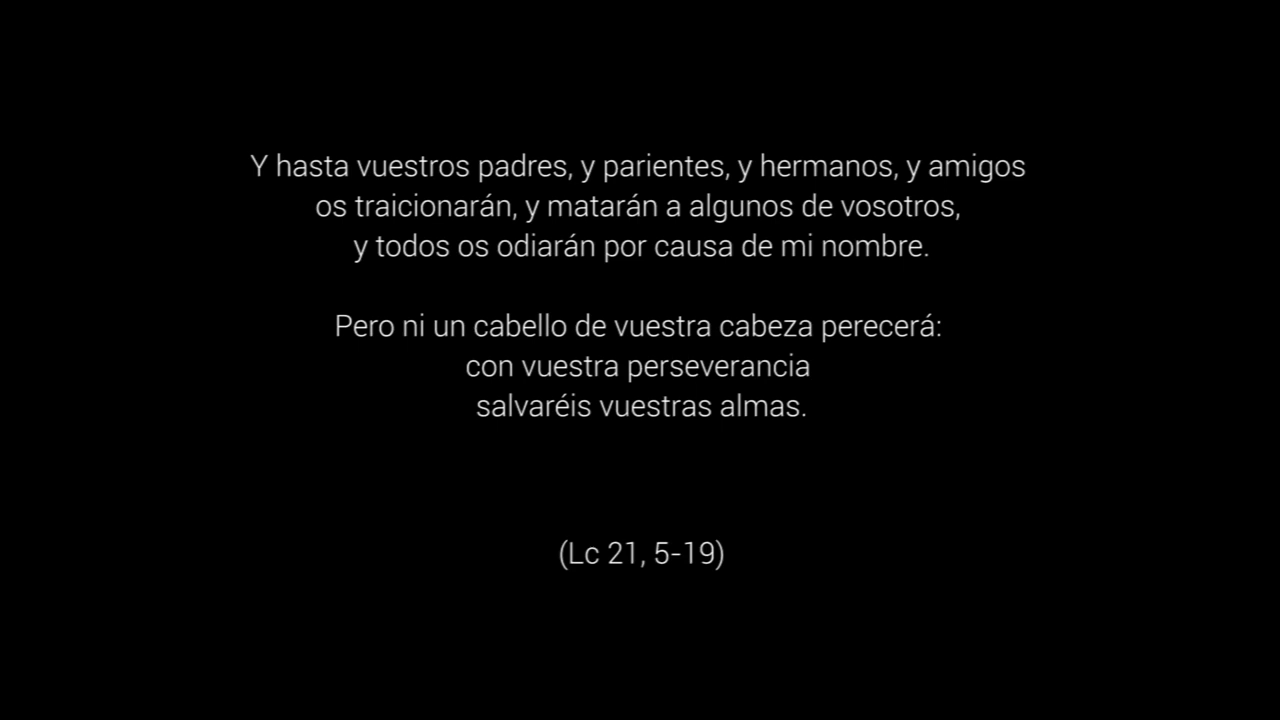 Y hasta vuestros padres, y parientes, y hermanos, y amigos
os traicionarán, y matarán a algunos de vosotros,
y todos os odiarán por causa de mi nombre.
Pero ni un cabello de vuestra cabeza perecerá:
con vuestra perseverancia
salvaréis vuestras almas.
(Lc 21, 5-19)